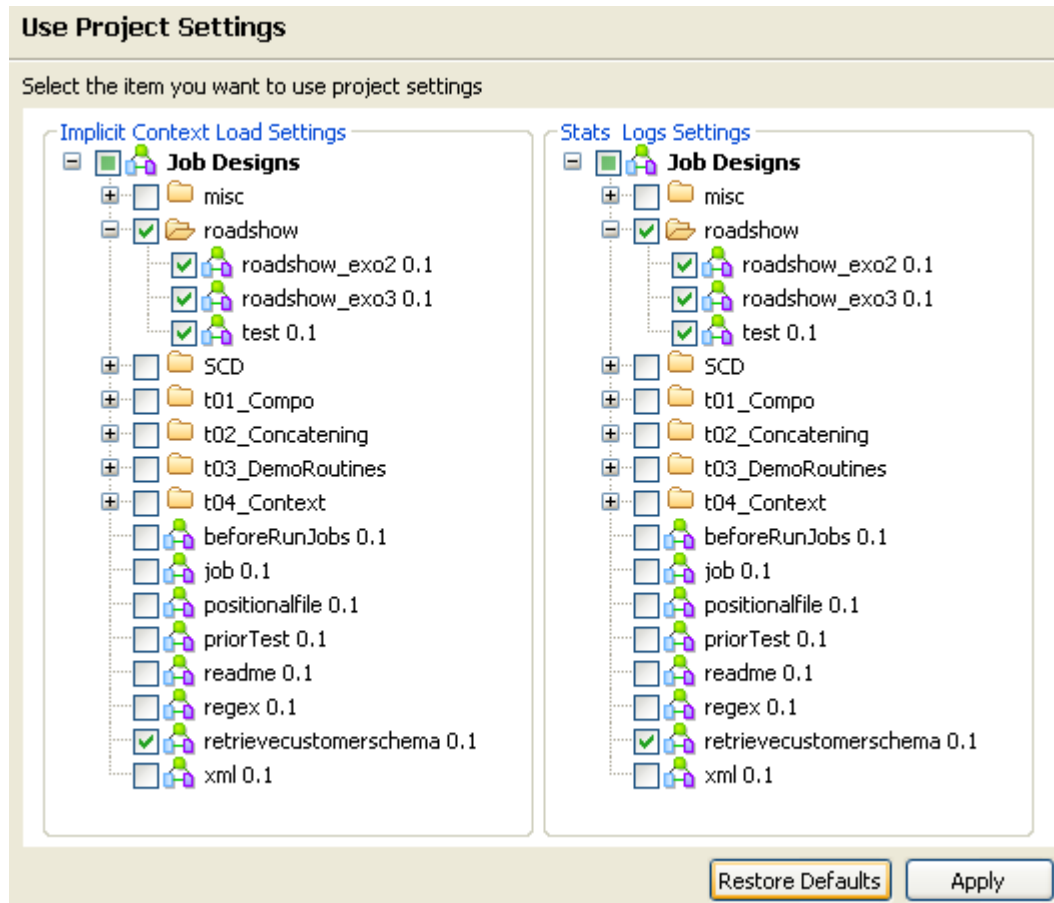 Use Project Settings
Select the item you want to use project settings
Implicit Context Load Settings
Job Designs
misc
roadshow
roadshow_exo2 0.1
roadshow_exo3 0.1
test 0.1
SCD
t01_Compo
t02_Concatening
t03_DemoRoutines
t04_Context
beforeRunJobs 0.1
job 0.1
positionalfile 0.1
priorTest 0.1
readme 0.1
regex 0.1
retrievecustomerschema 0.1
xml 0.1
Stats Logs Settings
Job Designs
misc
roadshow
roadshow_exo2 0.1
roadshow_exo3 0.1
test 0.1
SCD
t01_Compo
t02_Concatening
t03_DemoRoutines
t04_Context
beforeRunJobs 0.1
job 0.1
positionalfile 0.1
priorTest 0.1
readme 0.1
regex 0.1
retrievecustomerschema 0.1
xml 0.1
Restore Defaults
Apply